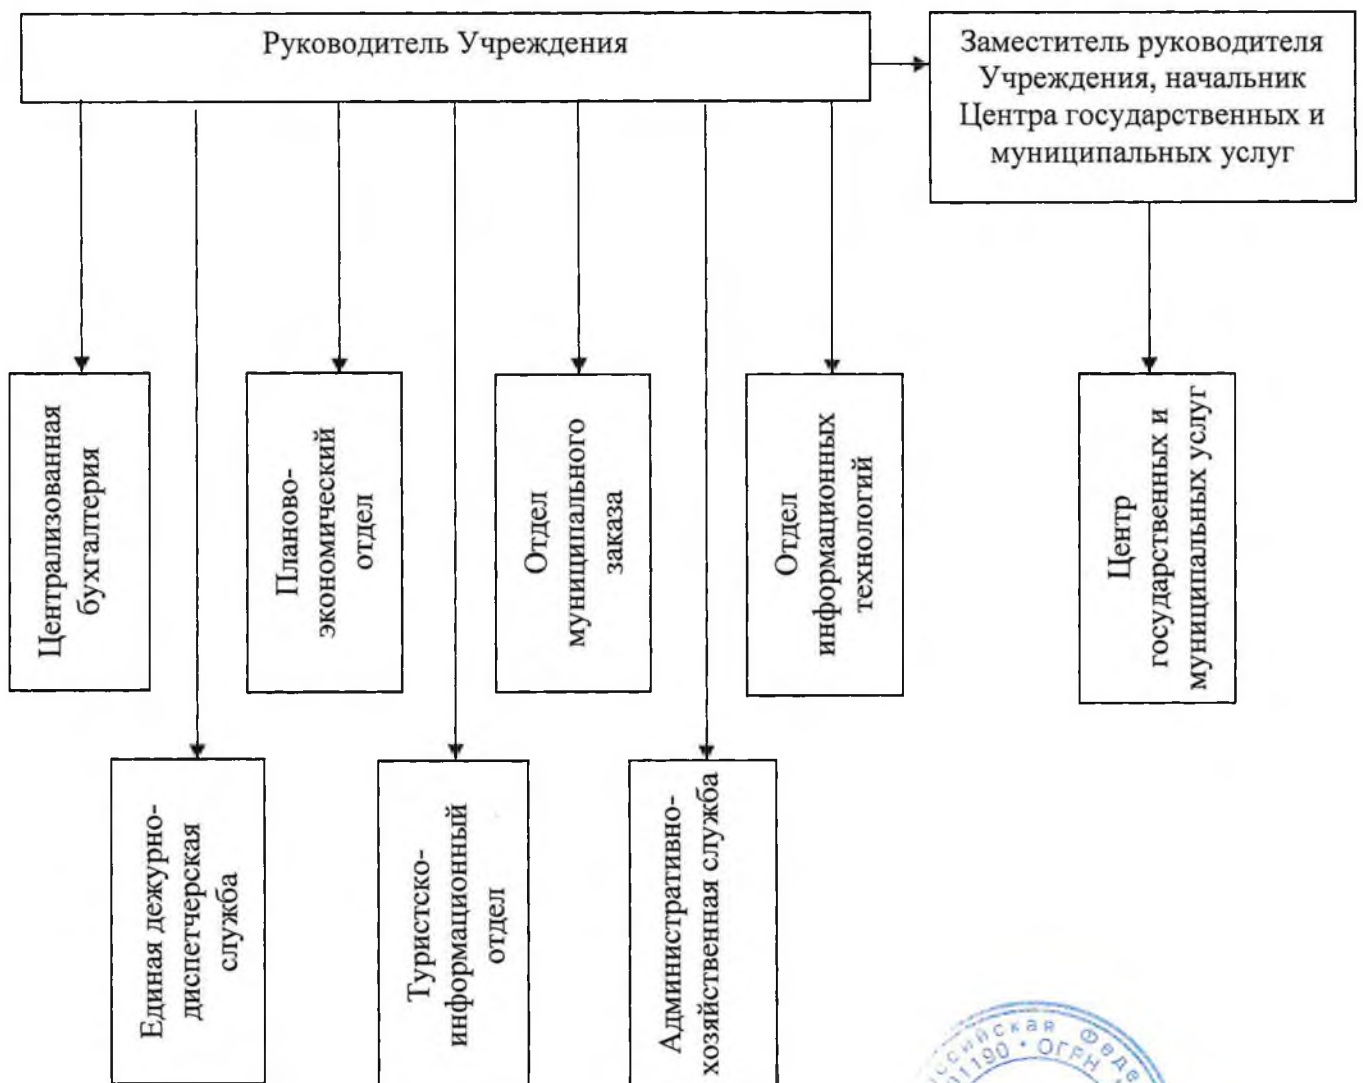 Руководитель Учреждения
Заместитель руководителя
Учреждения, начальник
Центра государственных и
муниципальных услуг
Централизованная
бухгалтерия
Планово-
экономический
отдел
Отдел
муниципального
заказа
Отдел
информационных
технологий
Центр
государственных и
муниципальных услуг
Единая дежурно-
диспетчерская
служба
Туристско-
информационный
отдел
Административно-
хозяйственная служба